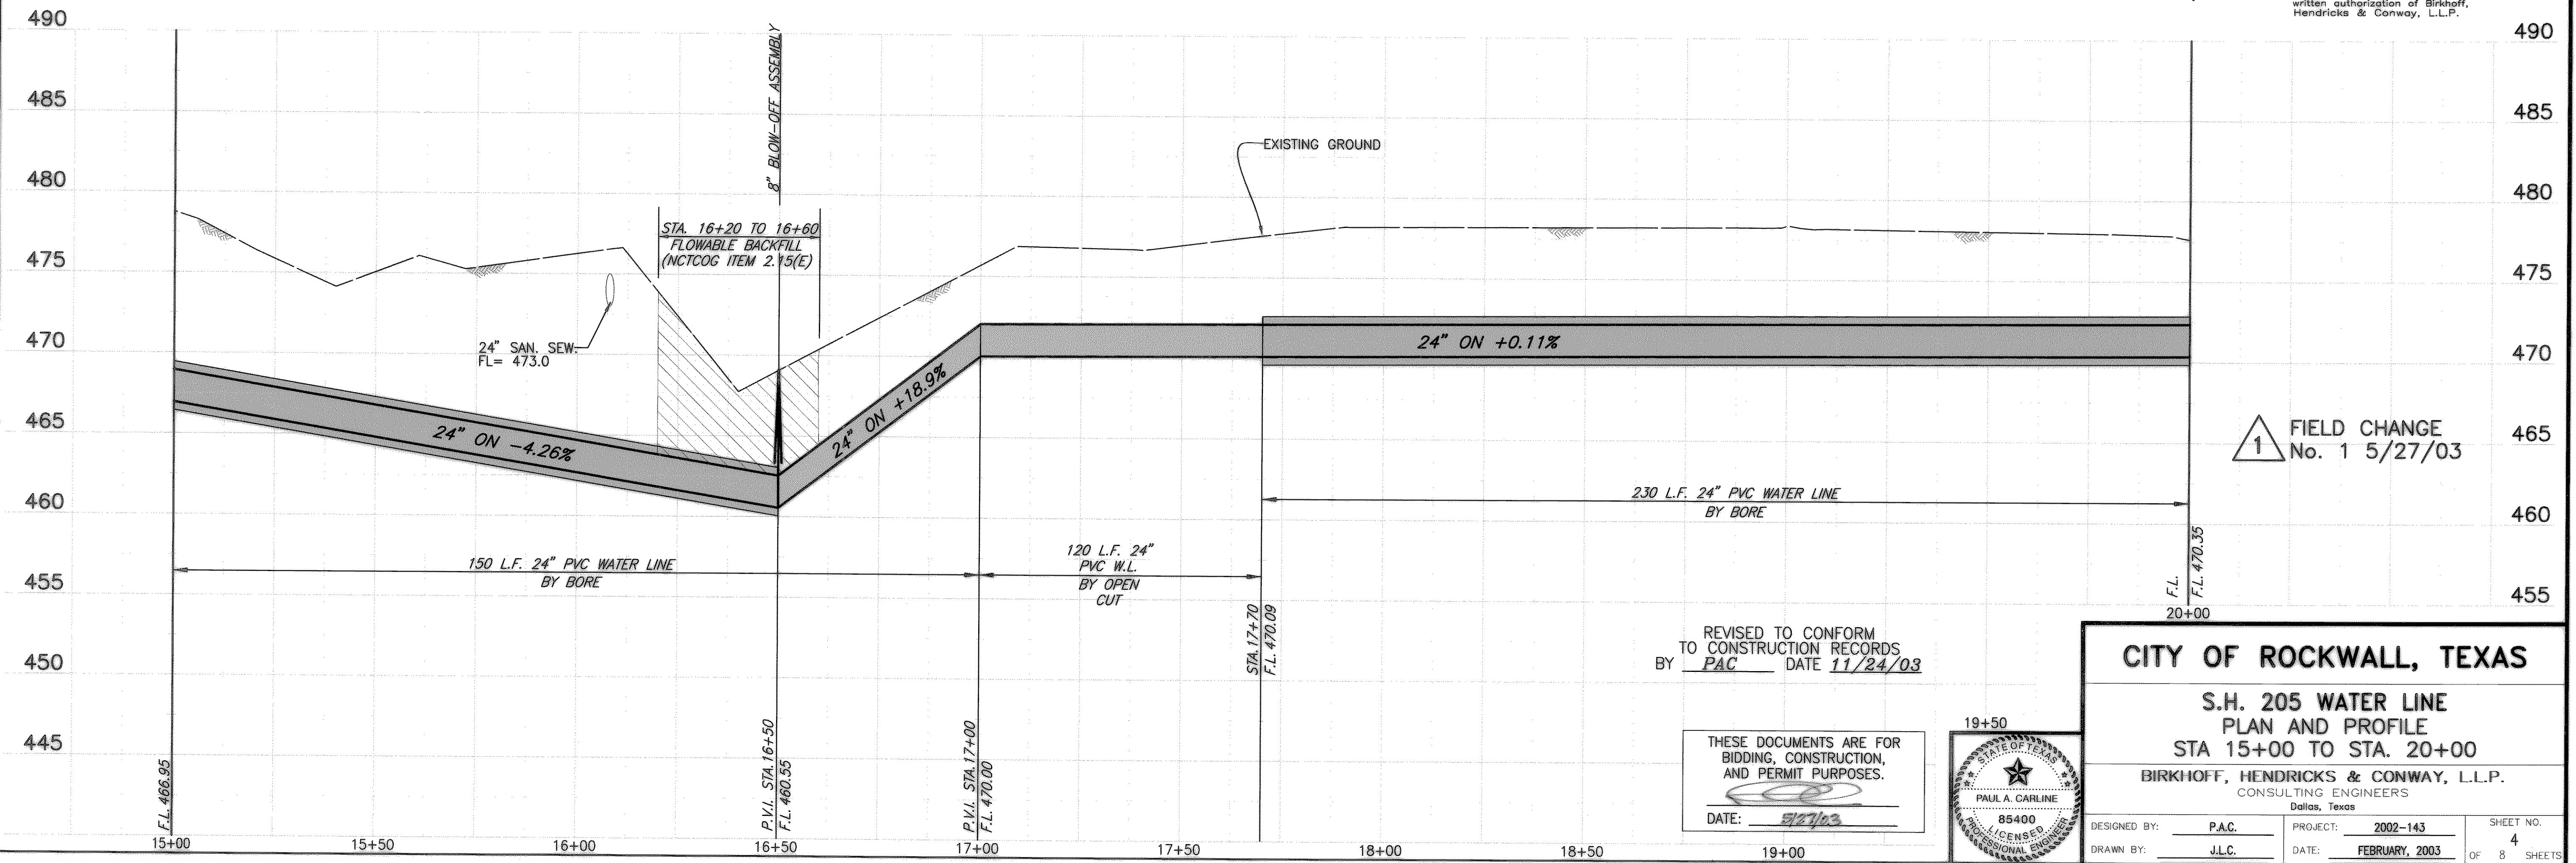 written authorization of Birkhoff,
Hendricks & Conway, L.L.P.
490
485
480
475
470
465
460
455
450
445
490
485
480
475
470
465
460
455
8" BLOW-OFF ASSEMBLY
EXISTING GROUND
STA. 16+20 TO 16+60
FLOWABLE BACKFILL
(NCTCOG ITEM 2.15(E)
24" SAN. SEW.
FL= 473.0
24" ON -4.26%
24" ON +18.9%
24" ON +0.11%
1
FIELD CHANGE
No. 1 5/27/03
150 L.F. 24" PVC WATER LINE
BY BORE
120 L.F. 24"
PVC W.L.
BY OPEN
CUT
230 L.F. 24" PVC WATER LINE
BY BORE
F.L. 466.95
P.V.I. STA.16+50
F.L. 460.55
P.V.I. STA.17+00
F.L. 470.00
STA.17+70
F.L. 470.09
F.L.
F.L. 470.35
20+00
REVISED TO CONFORM
TO CONSTRUCTION RECORDS
BY PAC DATE 11/24/03
THESE DOCUMENTS ARE FOR
BIDDING, CONSTRUCTION,
AND PERMIT PURPOSES.
DATE: 5/27/03
19+50
STATE OF TEXAS
PAUL A. CARLINE
85400
LICENSED
PROFESSIONAL ENGINEER
CITY OF ROCKWALL, TEXAS
S.H. 205 WATER LINE
PLAN AND PROFILE
STA 15+00 TO STA. 20+00
BIRKHOFF, HENDRICKS & CONWAY, L.L.P.
CONSULTING ENGINEERS
Dallas, Texas
DESIGNED BY: P.A.C.
DRAWN BY: J.L.C.
PROJECT: 2002-143
DATE: FEBRUARY, 2003
SHEET NO.
4
OF 8 SHEETS
15+00 15+50 16+00 16+50 17+00 17+50 18+00 18+50 19+00